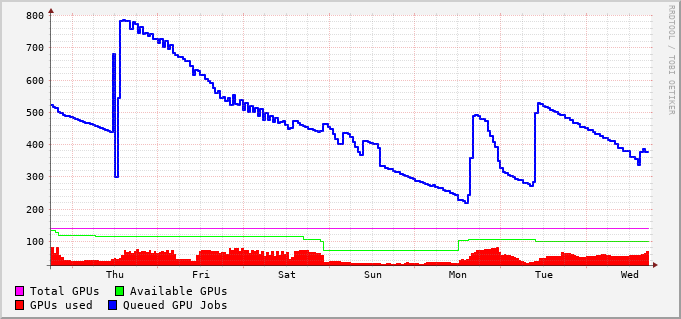 800
700
600
500
400
300
200
100
Thu Fri Sat Sun Mon Tue Wed
Total GPUs Available GPUs
GPUs used Queued GPU Jobs
RRDTOOL / TOBI OETIKER